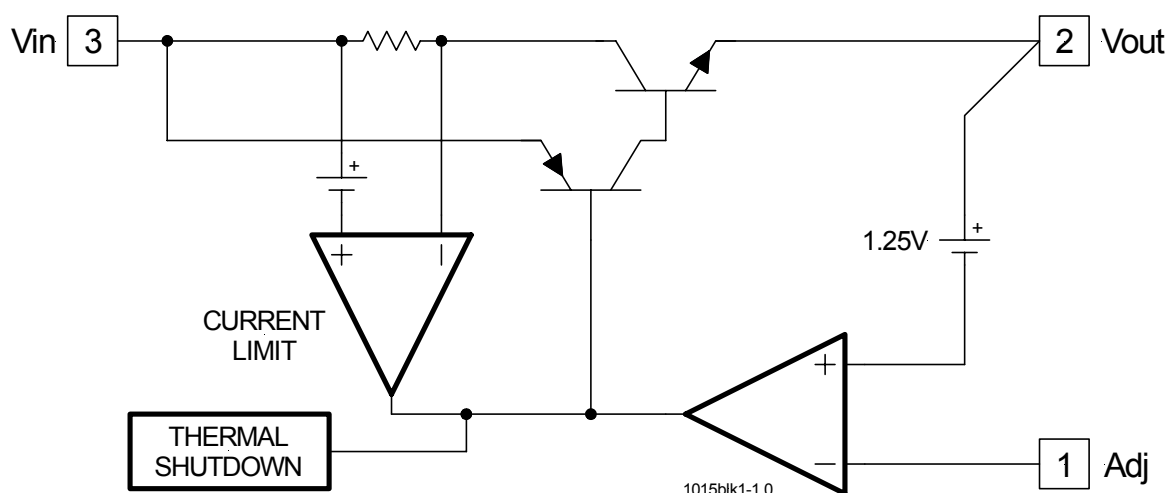 Vin 3
2 Vout
+
+
1.25V
+ −
CURRENT
LIMIT
+
THERMAL
SHUTDOWN
−
1 Adj
1015blk1-1.0